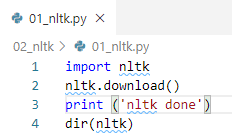 01_nltk.py
02_nltk > 01_nltk.py
1 import nltk
2 nltk.download()
3 print ('nltk done')
4 dir(nltk)